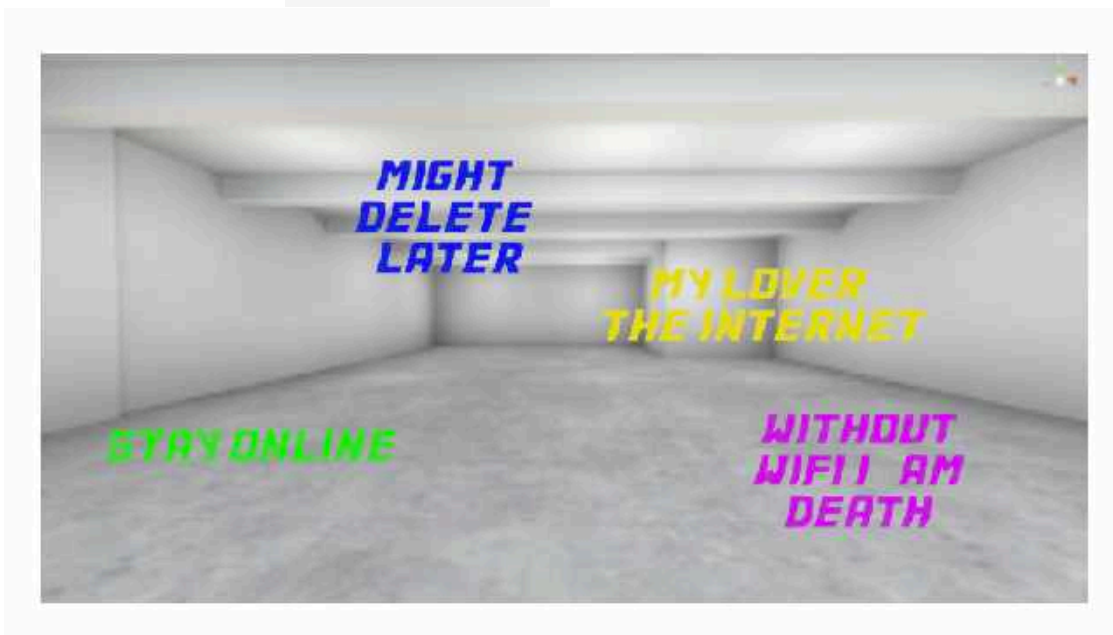 MIGHT
DELETE
LATER
MY LOVER
THE INTERNET
STAY ONLINE
WITHOUT
WIFI I AM
DEATH